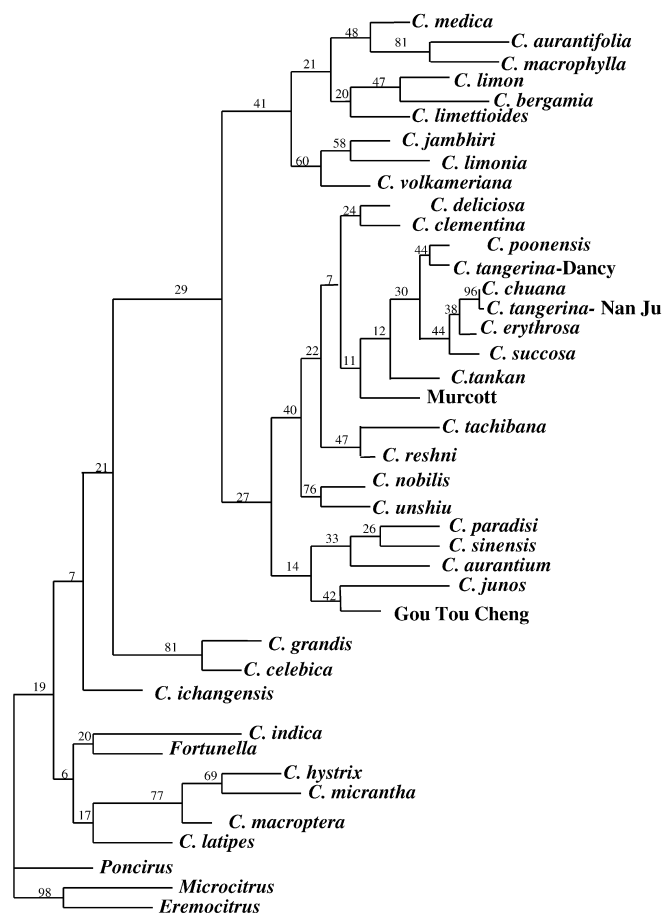 C. medica
48
81
C. aurantifolia
C. macrophylla
21
47
C. limon
20
C. bergamia
C. limettioides
41
58
C. jambhiri
60
C. limonia
C. volkameriana
24
C. deliciosa
C. clementina
44
C. poonensis
C. tangerina-Dancy
7
29
30
96
C. chuana
38
C. tangerina- Nan Ju
12
44
C. erythrosa
22
C. succosa
11
C.tankan
Murcott
40
C. tachibana
47
C. reshni
21
76
C. nobilis
27
C. unshiu
26
C. paradisi
33
C. sinensis
14
C. aurantium
7
C. junos
42
Gou Tou Cheng
81
C. grandis
C. celebica
19
C. ichangensis
20
C. indica
Fortunella
6
69
C. hystrix
77
C. micrantha
17
C. macroptera
C. latipes
Poncirus
98
Microcitrus
Eremocitrus